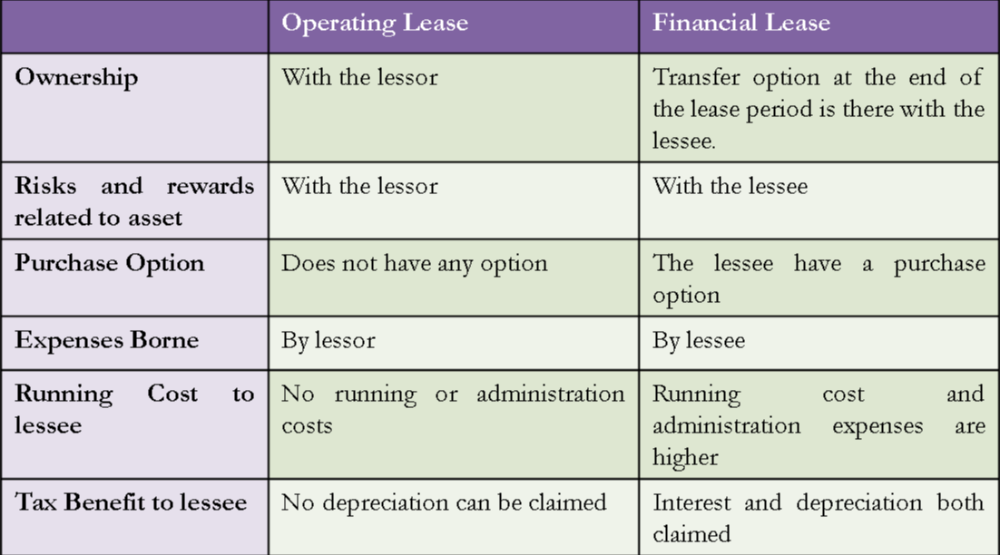 Operating Lease
Financial Lease
Ownership
With the lessor
Transfer option at the end of
the lease period is there with the
lessee.
Risks and rewards
related to asset
With the lessor
With the lessee
Purchase Option
Does not have any option
The lessee have a purchase
option
Expenses Borne
By lessor
By lessee
Running Cost to
lessee
No running or administration
costs
Running cost and
administration expenses are
higher
Tax Benefit to lessee
No depreciation can be claimed
Interest and depreciation both
claimed